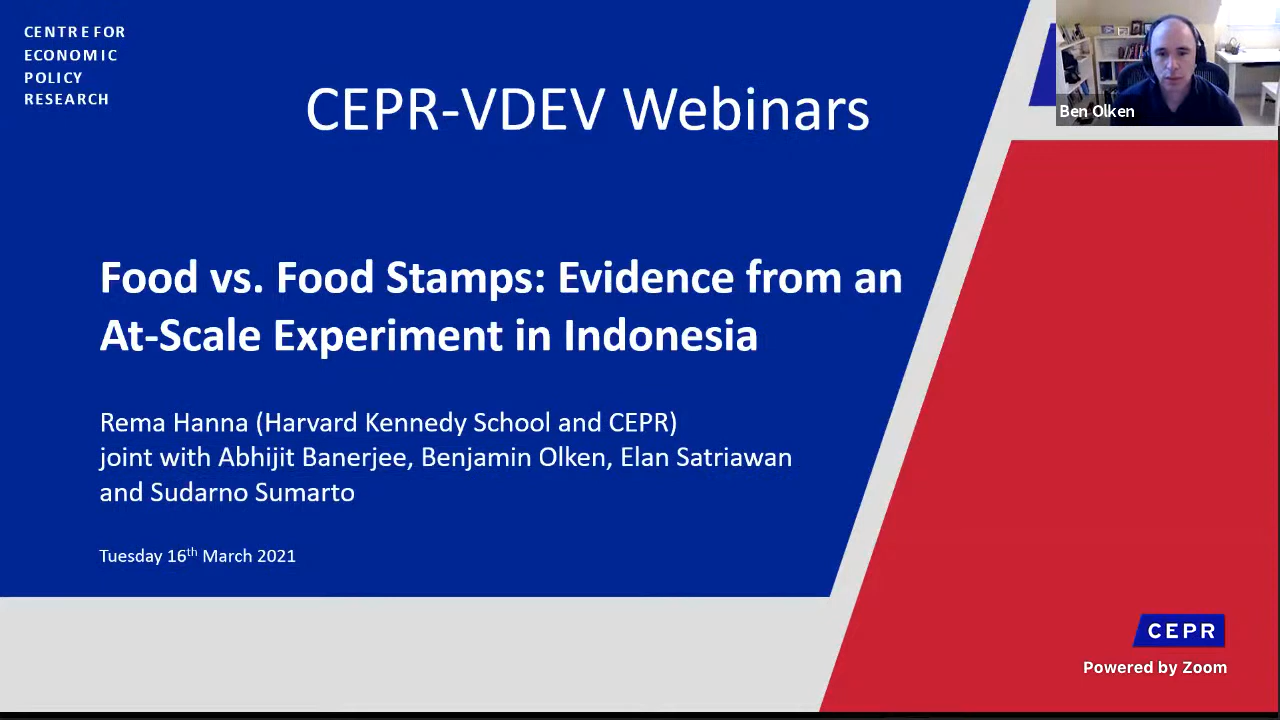 CENTRE FOR
ECONOMIC
POLICY
RESEARCH
CEPR-VDEV Webinars
Ben Olken
Food vs. Food Stamps: Evidence from an
At-Scale Experiment in Indonesia
Rema Hanna (Harvard Kennedy School and CEPR)
joint with Abhijit Banerjee, Benjamin Olken, Elan Satriawan
and Sudarno Sumarto
Tuesday 16th March 2021
CEPR
Powered by Zoom